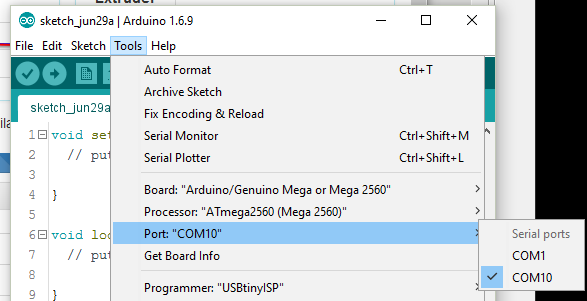 sketch_jun29a | Arduino 1.6.9
File Edit Sketch Tools Help
Auto Format Ctrl+T
Archive Sketch
sketch_jun29a
Fix Encoding & Reload
1 void set
Serial Monitor Ctrl+Shift+M
2 // put
Serial Plotter Ctrl+Shift+L
3
4 }
Board: "Arduino/Genuino Mega or Mega 2560"
5
Processor: "ATmega2560 (Mega 2560)"
6 void loo
Port: "COM10"
Serial ports
7 // put
Get Board Info
COM1
8
COM10
9 }
Programmer: "USBtinyISP"